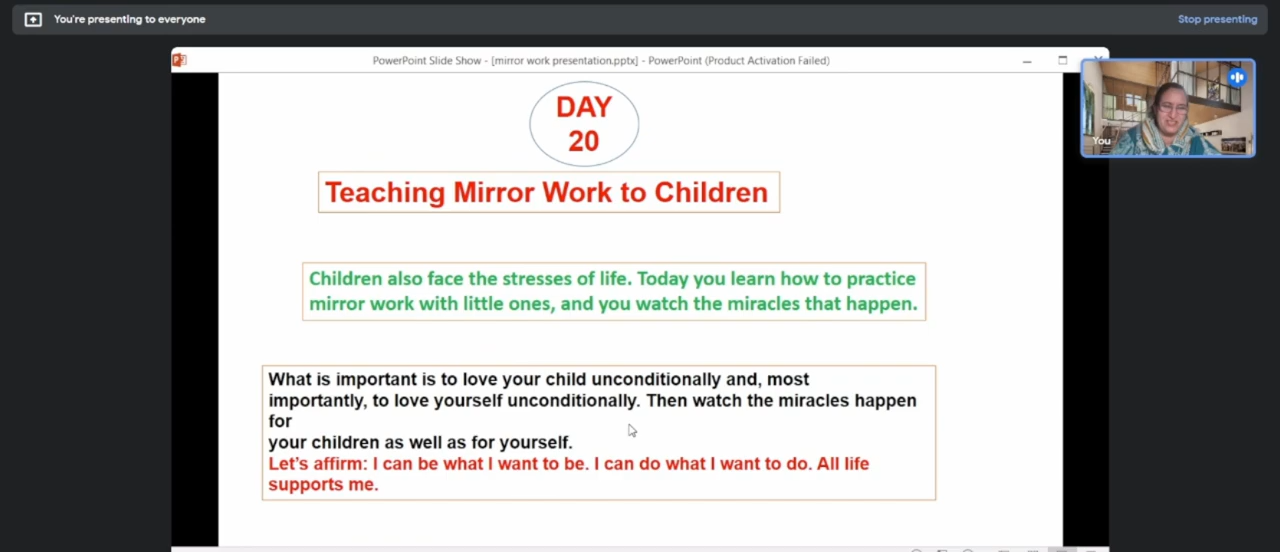 You're presenting to everyone
Stop presenting
PowerPoint Slide Show - [mirror work presentation.pptx] - PowerPoint (Product Activation Failed)
DAY
20
You
Teaching Mirror Work to Children
Children also face the stresses of life. Today you learn how to practice
mirror work with little ones, and you watch the miracles that happen.
What is important is to love your child unconditionally and, most
importantly, to love yourself unconditionally. Then watch the miracles happen
for
your children as well as for yourself.
Let's affirm: I can be what I want to be. I can do what I want to do. All life
supports me.